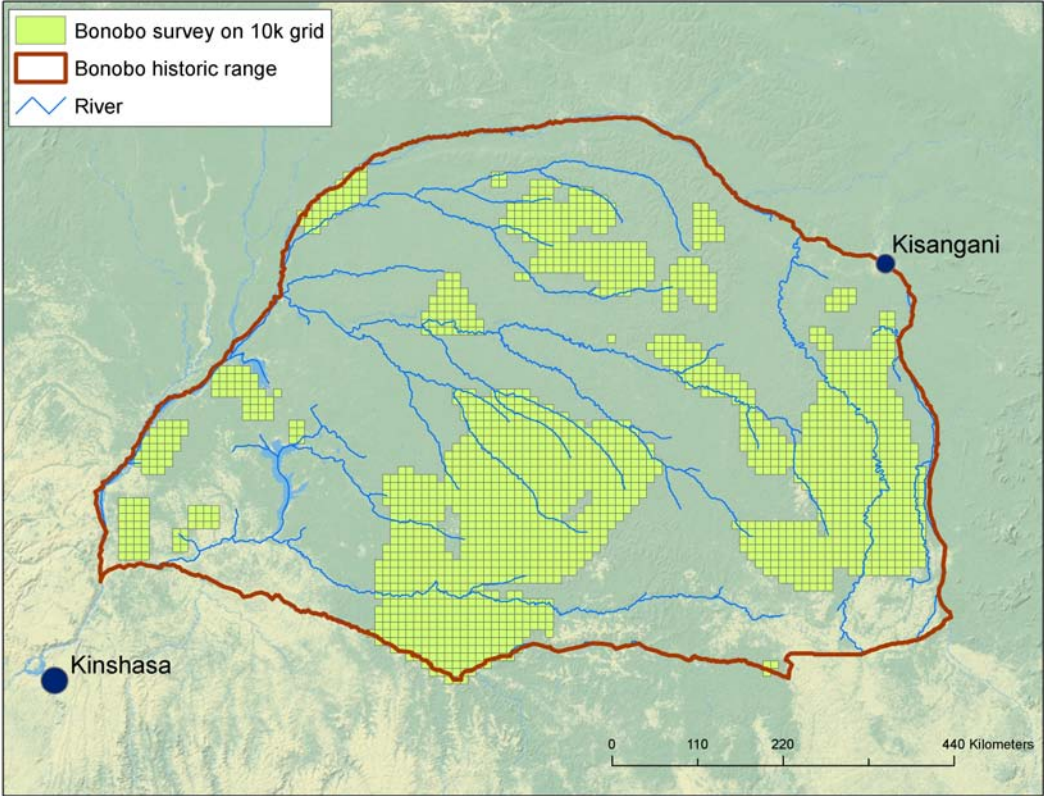 Bonobo survey on 10k grid
Bonobo historic range
River
Kisangani
Kinshasa
0 110 220 440 Kilometers